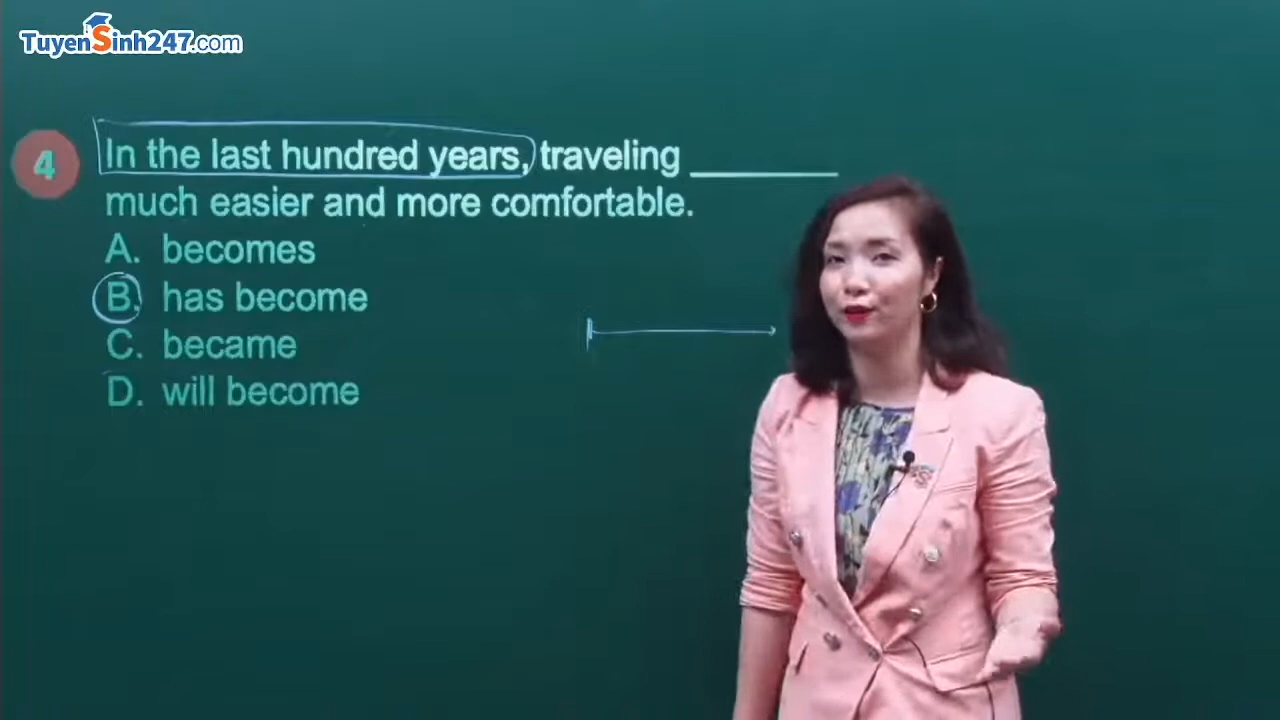 TuyenSinh247.com
4
In the last hundred years, traveling __________
much easier and more comfortable.
A. becomes
B. has become
C. became
D. will become